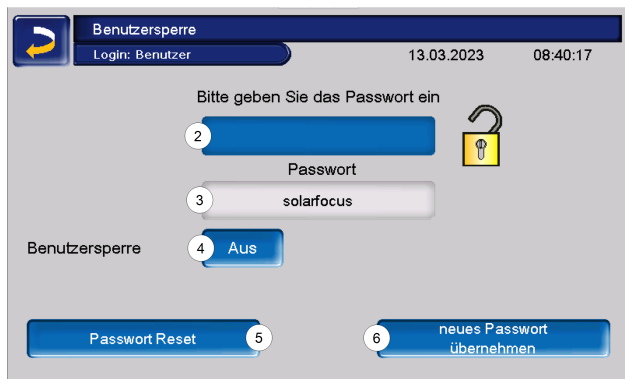 Benutzersperre
Login: Benutzer 13.03.2023 08:40:17
Bitte geben Sie das Passwort ein
2
Passwort
3 solarfocus
Benutzersperre 4 Aus
Passwort Reset 5
6 neues Passwort
übernehmen